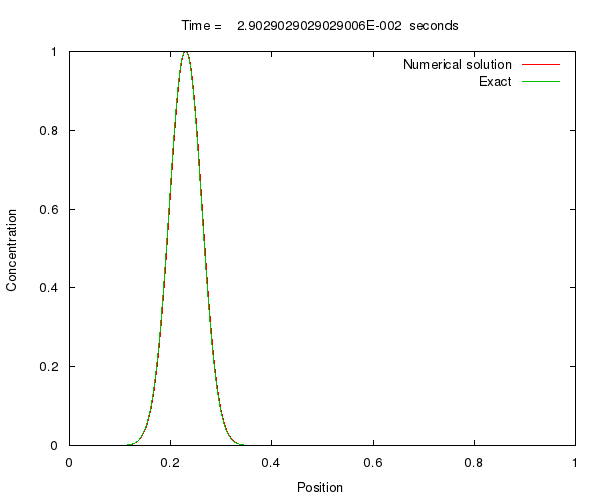 Time =    2.9029029029029006E-002  seconds
Numerical solution
Exact
1
0.8
0.6
0.4
0.2
0
Concentration
0 0.2 0.4 0.6 0.8 1
Position